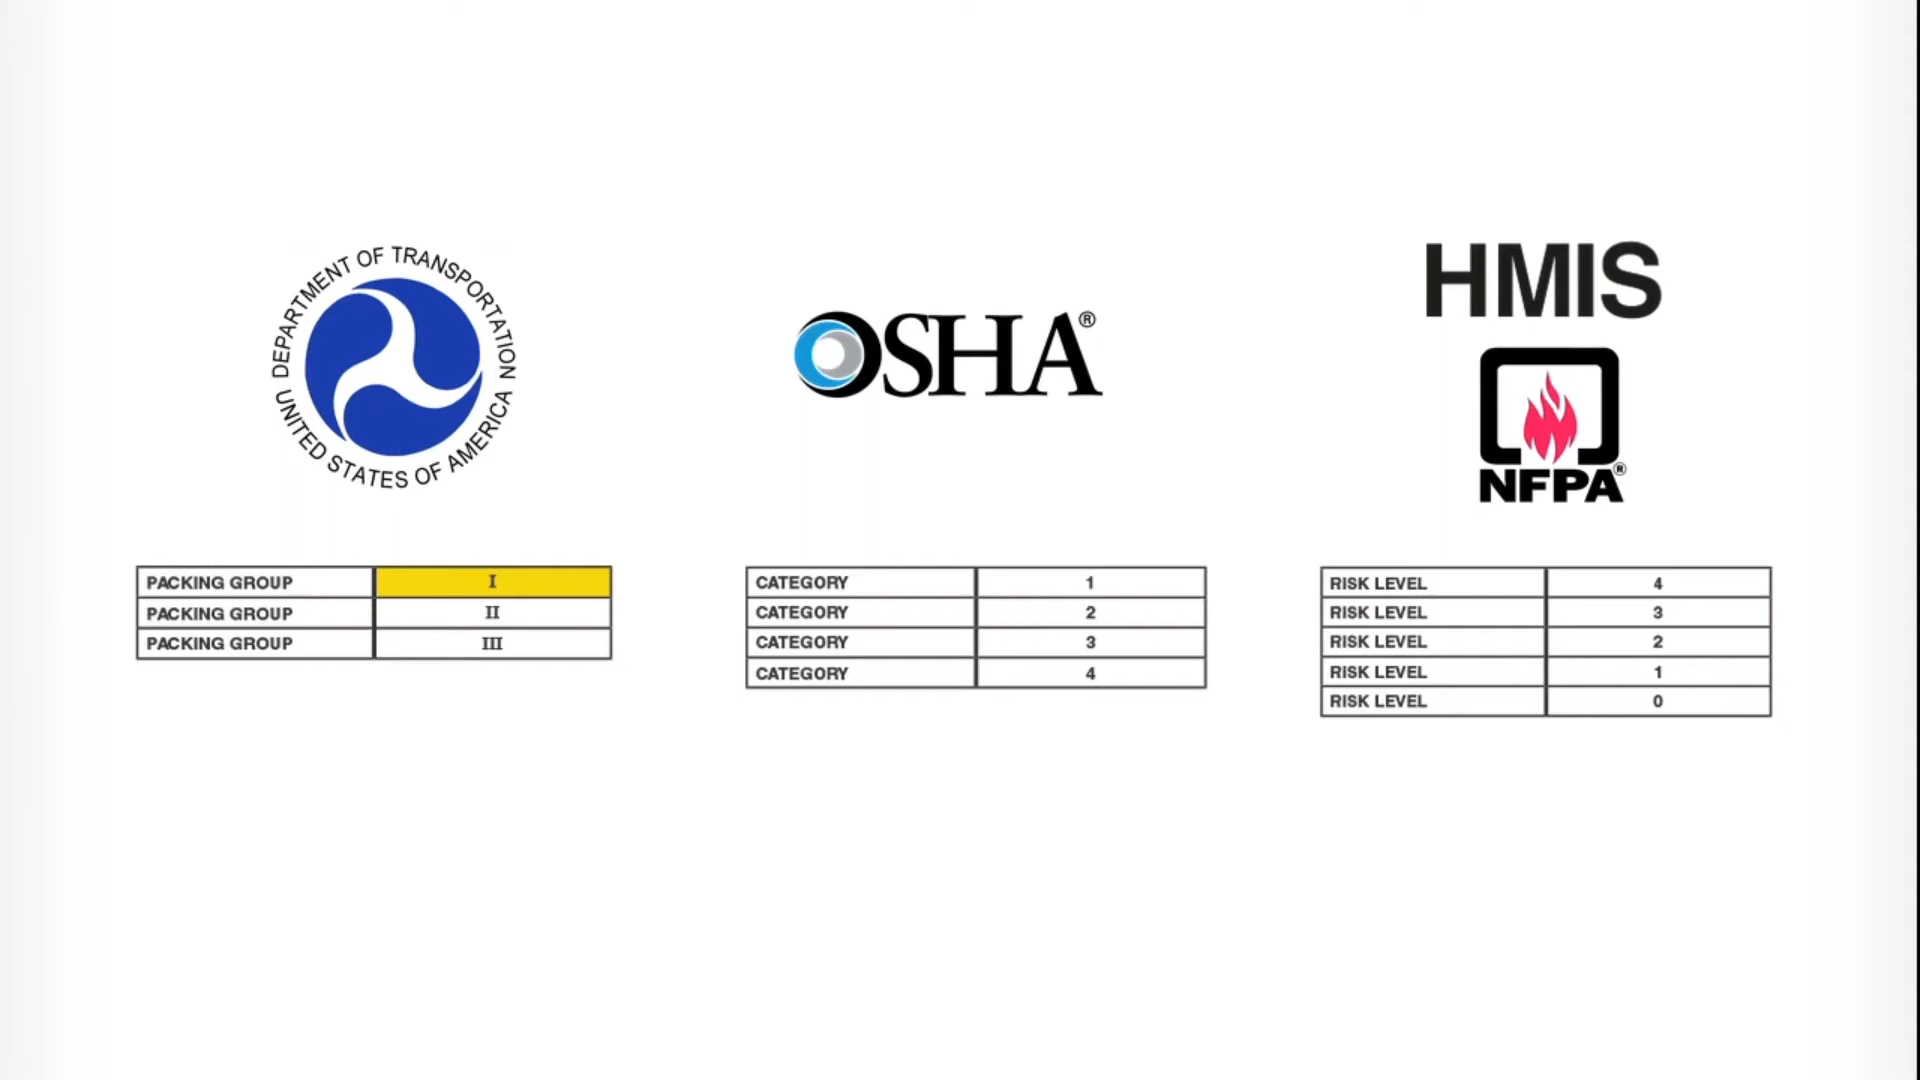 DEPARTMENT OF TRANSPORTATION
UNITED STATES OF AMERICA
PACKING GROUP I
PACKING GROUP II
PACKING GROUP III
OSHA®
CATEGORY 1
CATEGORY 2
CATEGORY 3
CATEGORY 4
HMIS
NFPA®
RISK LEVEL 4
RISK LEVEL 3
RISK LEVEL 2
RISK LEVEL 1
RISK LEVEL 0